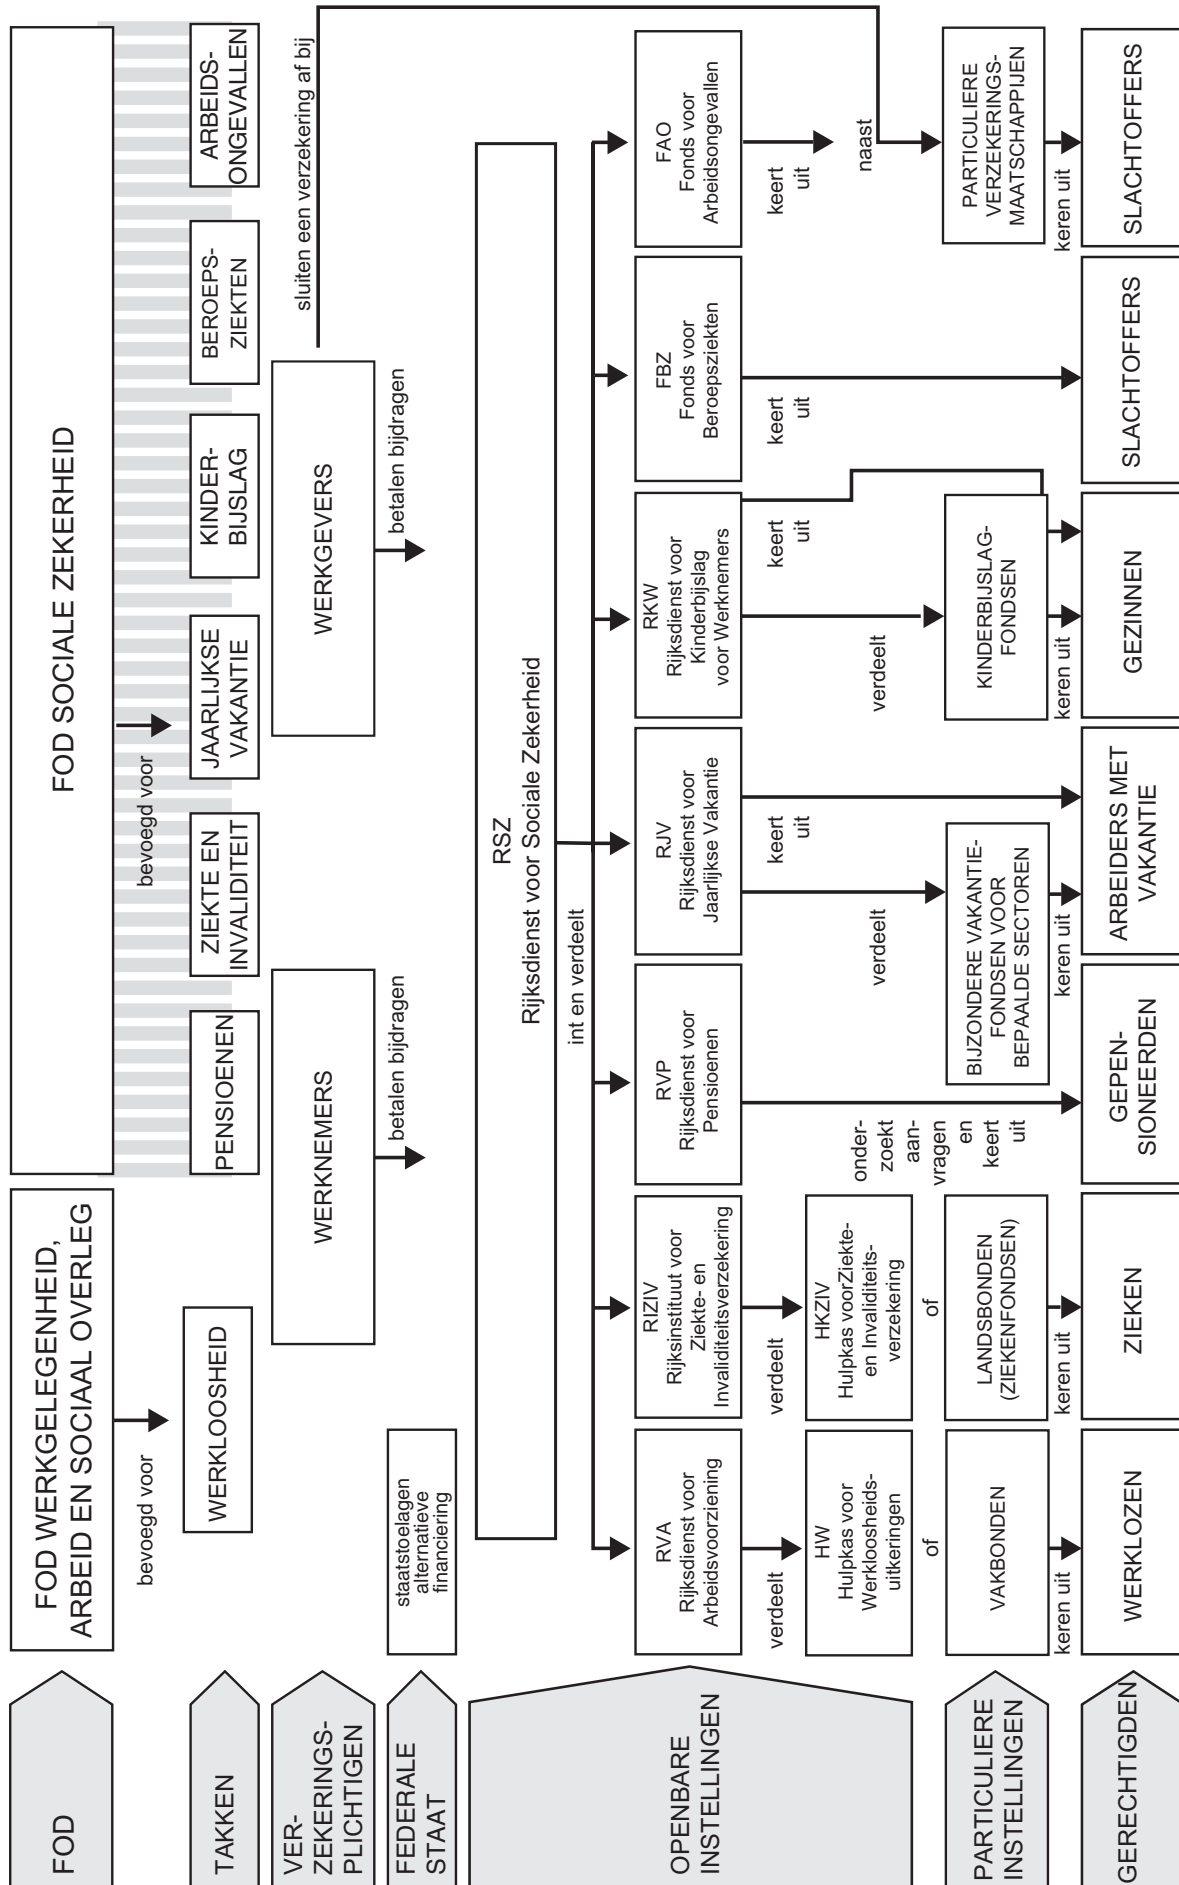 FOD
FOD WERKGELEGENHEID,
ARBEID EN SOCIAAL OVERLEG
FOD SOCIALE ZEKERHEID
bevoegd voor
bevoegd voor
TAKKEN
WERKLOOSHEID
PENSIOENEN
ZIEKTE EN
INVALIDITEIT
JAARLIJKSE
VAKANTIE
KINDER-
BIJSLAG
BEROEPS-
ZIEKTEN
ARBEIDS-
ONGEVALLEN
VER-
ZEKERINGS-
PLICHTIGEN
WERKNEMERS
WERKGEVERS
sluiten een verzekering af bij
betalen bijdragen
betalen bijdragen
FEDERALE
STAAT
staatstoelagen
alternatieve
financiering
OPENBARE
INSTELLINGEN
RSZ
Rijksdienst voor Sociale Zekerheid
int en verdeelt
RVA
Rijksdienst voor
Arbeidsvoorziening
RIZIV
Rijksinstituut voor
Ziekte- en
Invaliditeitsverzekering
RVP
Rijksdienst voor
Pensioenen
RJV
Rijksdienst voor
Jaarlijkse Vakantie
RKW
Rijksdienst voor
Kinderbijslag
voor Werknemers
FBZ
Fonds voor
Beroepsziekten
FAO
Fonds voor
Arbeidsongevallen
verdeelt
verdeelt
keert
uit
keert
uit
keert
uit
keert
uit
HW
Hulpkas voor
Werkloosheids-
uitkeringen
HKZIV
Hulpkas voorZiekte-
en Invaliditeits-
verzekering
onder-
zoekt
aan-
vragen
en
keert
uit
verdeelt
verdeelt
naast
of
of
PARTICULIERE
INSTELLINGEN
VAKBONDEN
LANDSBONDEN
(ZIEKENFONDSEN)
BIJZONDERE VAKANTIE-
FONDSEN VOOR
BEPAALDE SECTOREN
KINDERBIJSLAG-
FONDSEN
PARTICULIERE
VERZEKERINGS-
MAATSCHAPPIJEN
keren uit
keren uit
keren uit
keren uit
keren uit
GERECHTIGDEN
WERKLOZEN
ZIEKEN
GEPEN-
SIONEERDEN
ARBEIDERS MET
VAKANTIE
GEZINNEN
SLACHTOFFERS
SLACHTOFFERS